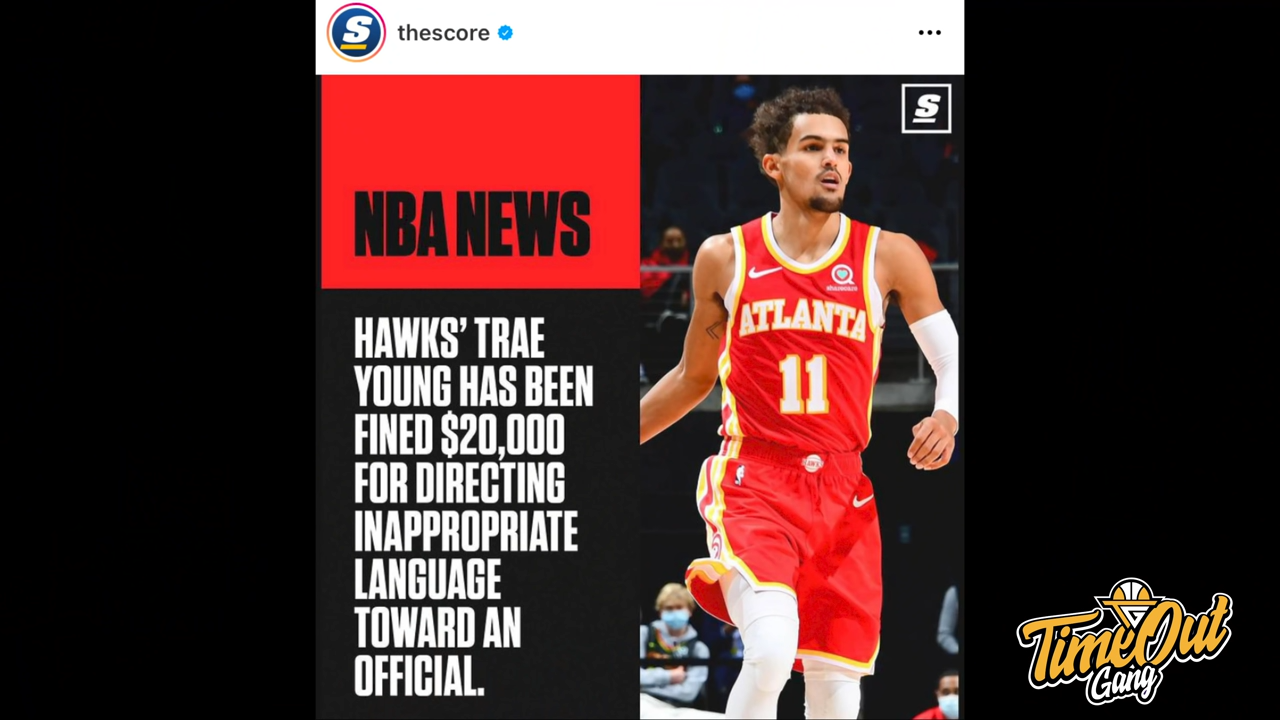 thescore
S
S
NBA NEWS
HAWKS' TRAE
YOUNG HAS BEEN
FINED $20,000
FOR DIRECTING
INAPPROPRIATE
LANGUAGE
TOWARD AN
OFFICIAL.
sharecare
ATLANTA
11
TimeOut
Gang